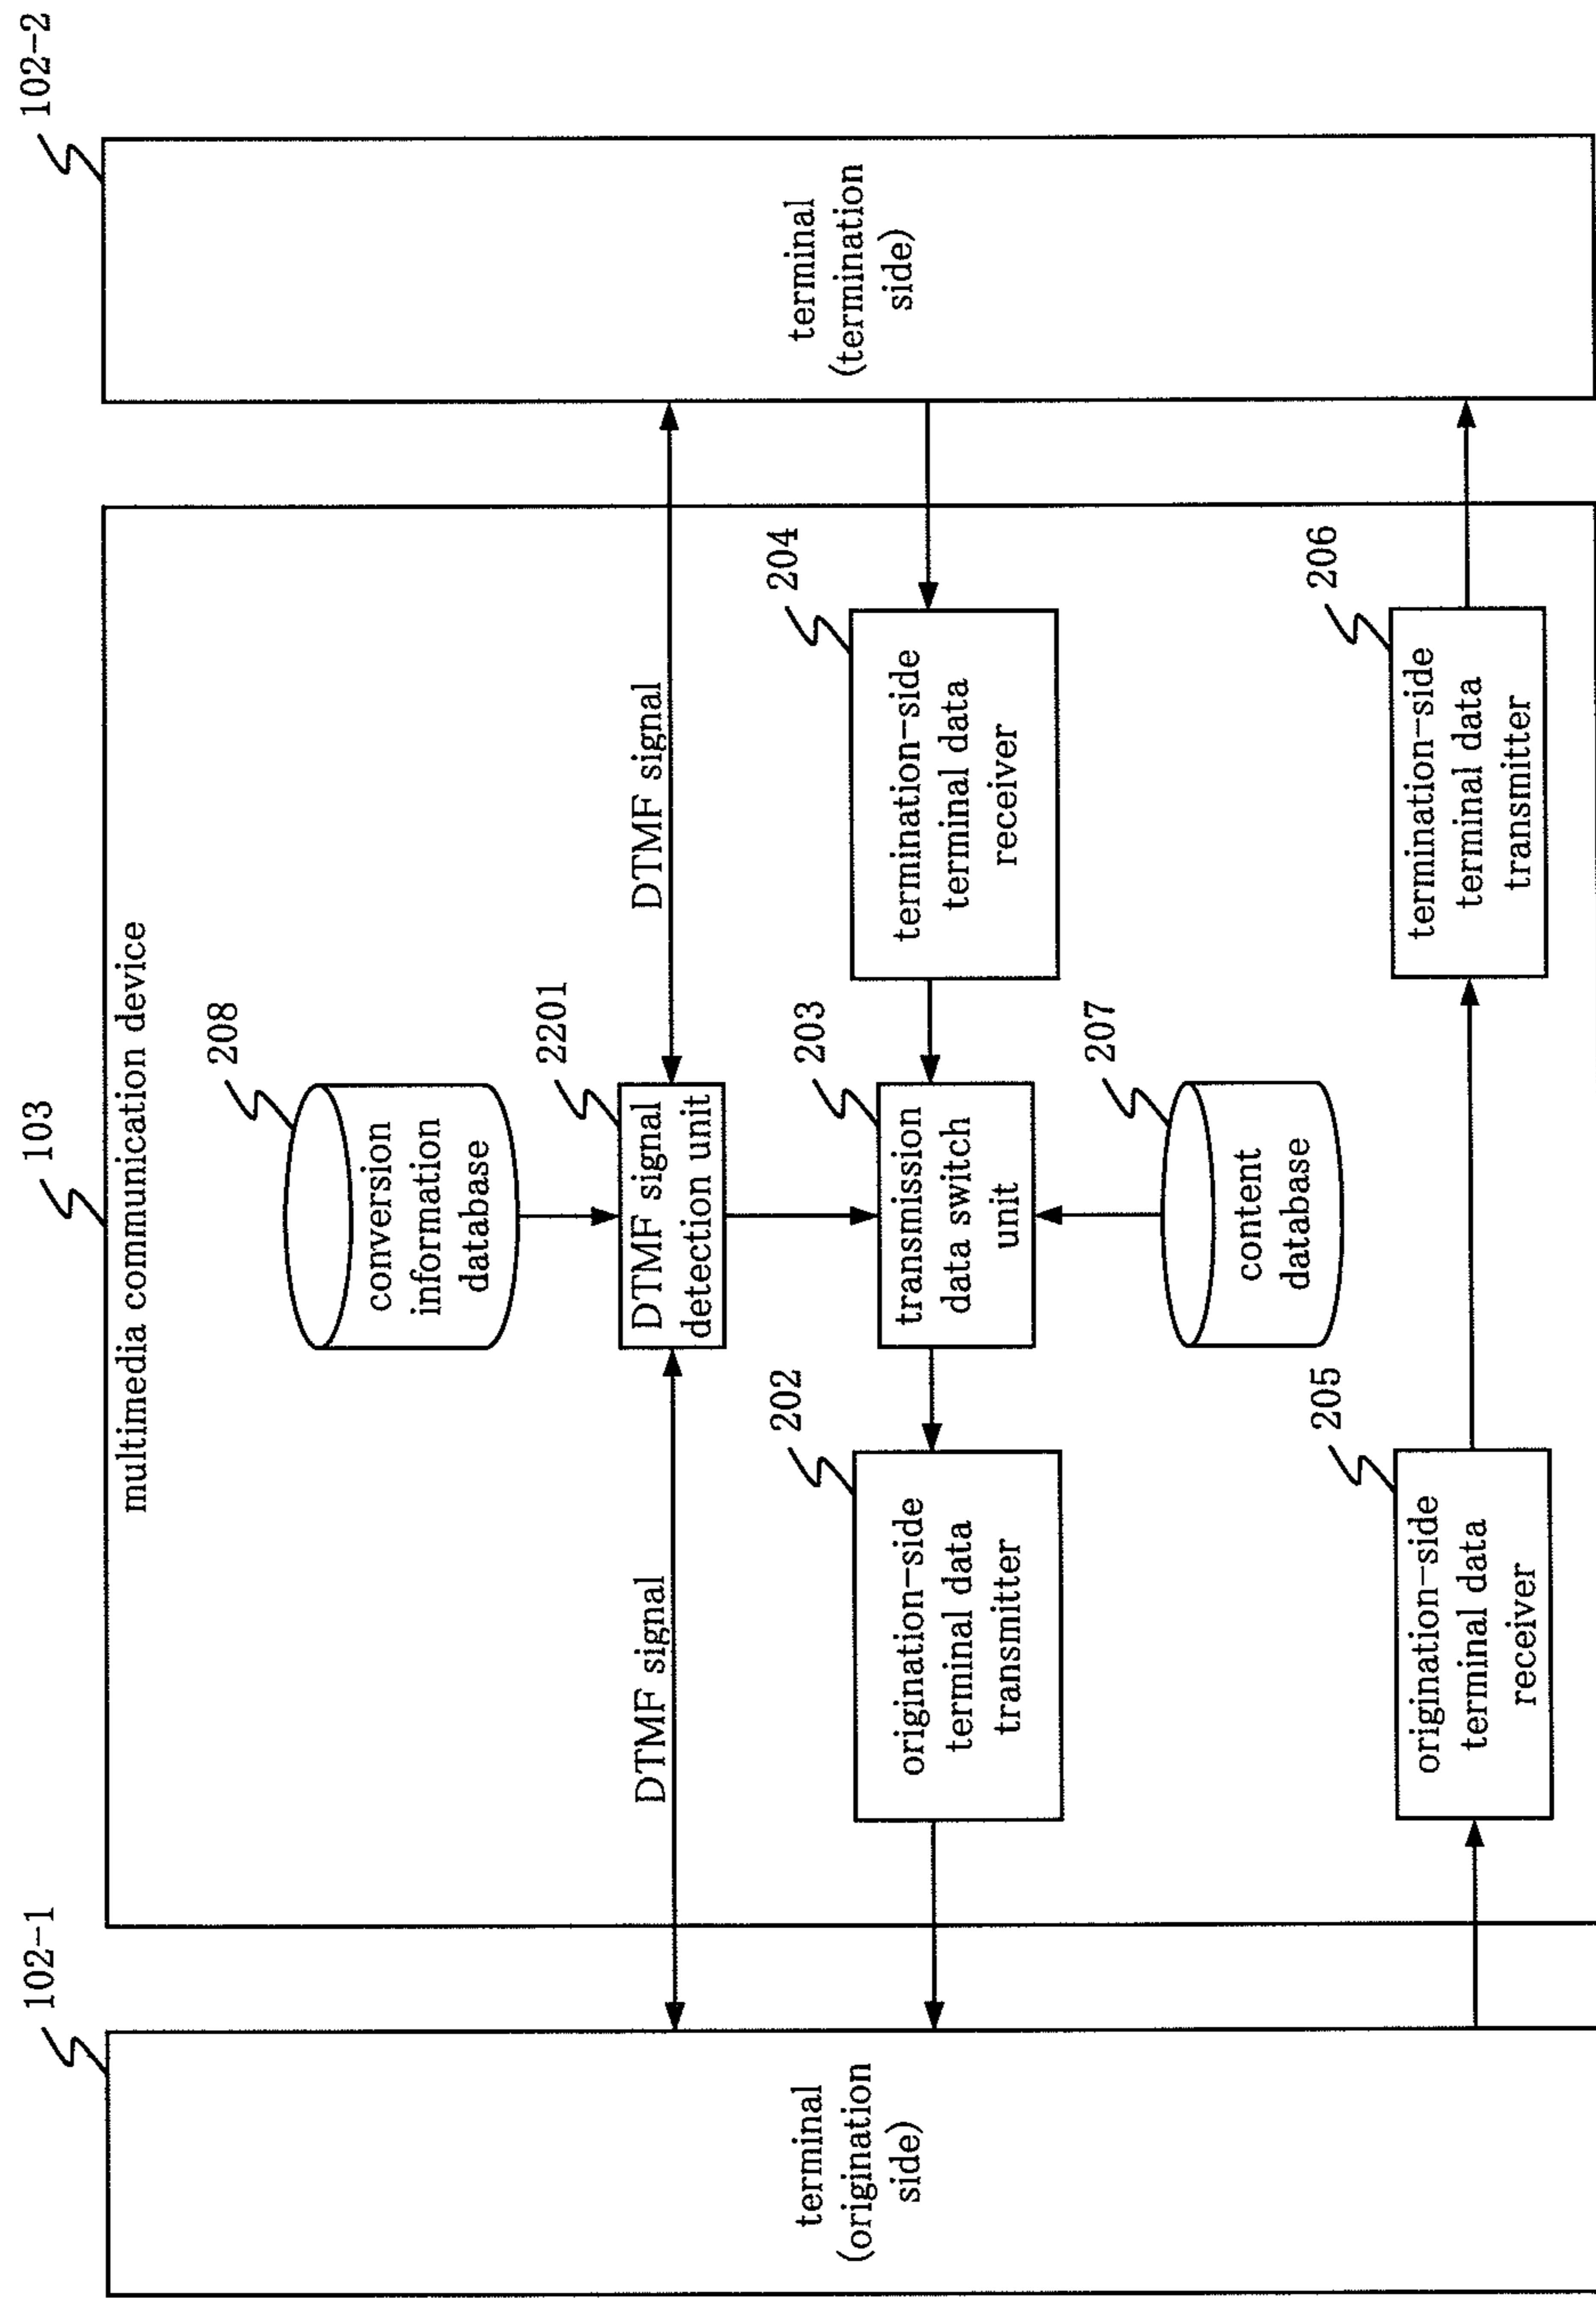 102-1
103
102-2
multimedia communication device
208
conversion
information
database
2201
DTMF signal
detection unit
DTMF signal
DTMF signal
terminal
(origination
side)
202
origination-side
terminal data
transmitter
203
transmission
data switch
unit
204
termination-side
terminal data
receiver
terminal
(termination
side)
207
content
database
205
origination-side
terminal data
receiver
206
termination-side
terminal data
transmitter